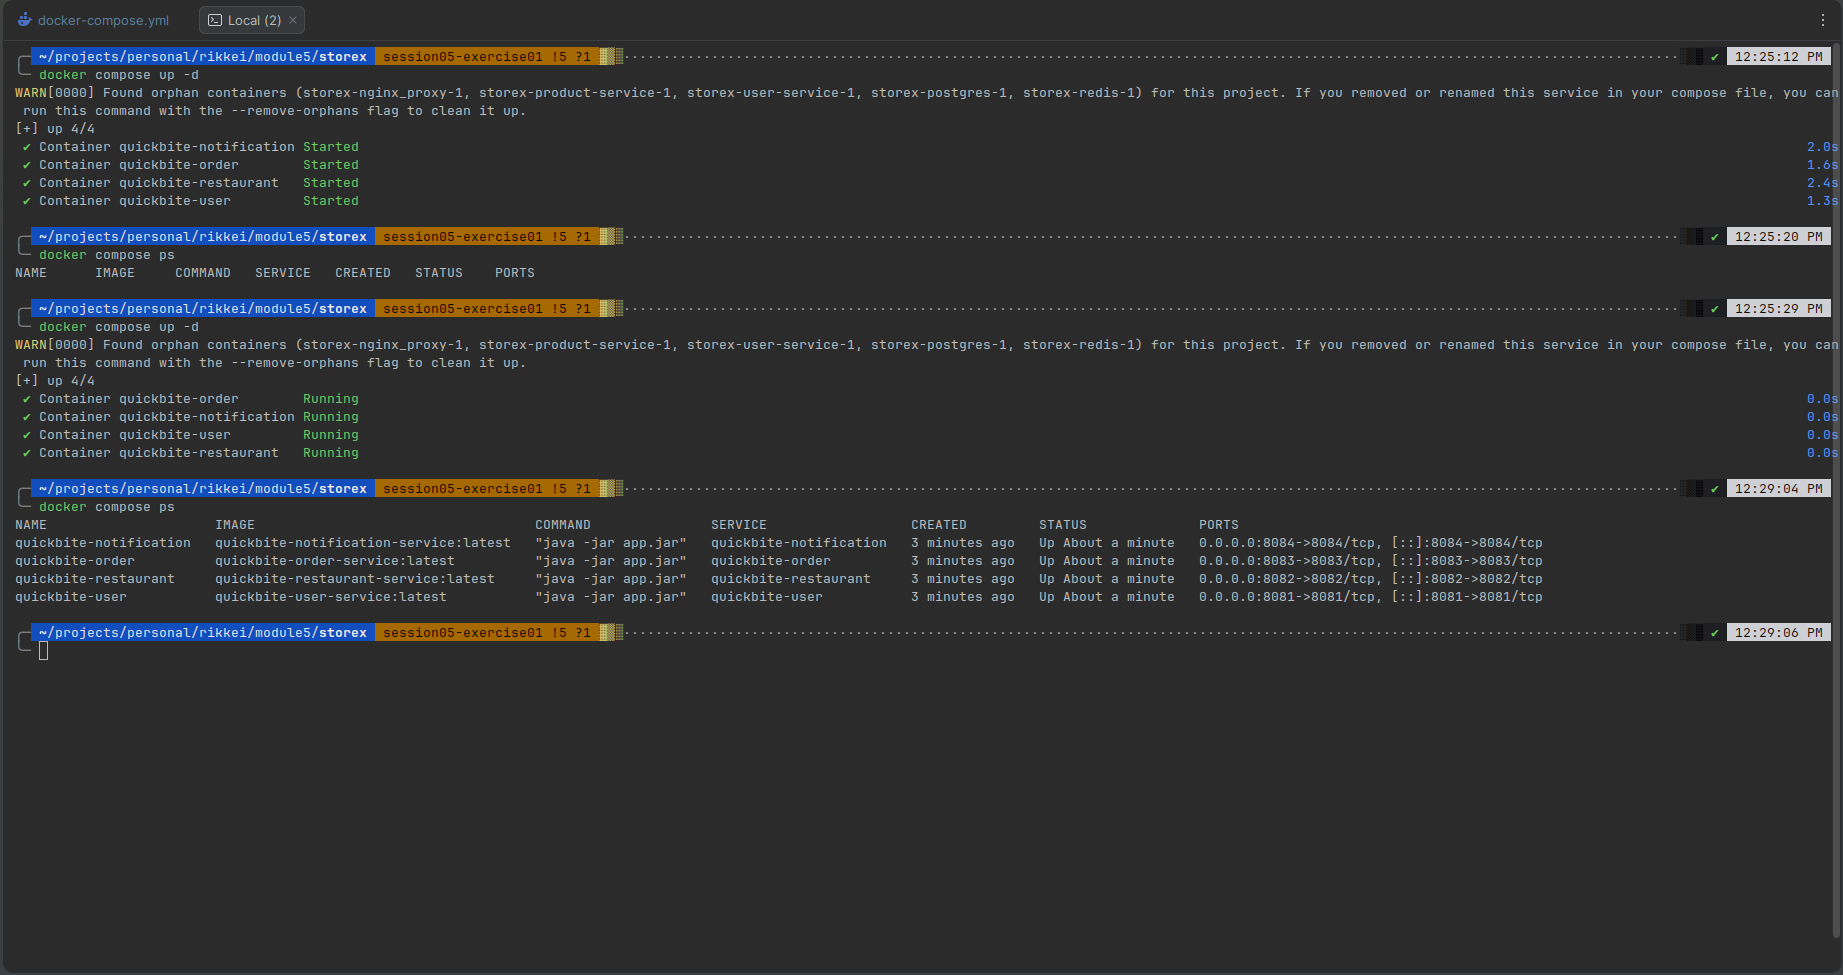 docker-compose.yml Local (2) ×
~/projects/personal/rikkei/module5/storex session05-exercise01 !5 ?1 ✔ 12:25:12 PM
docker compose up -d
WARN[0000] Found orphan containers (storex-nginx_proxy-1, storex-product-service-1, storex-user-service-1, storex-postgres-1, storex-redis-1) for this project. If you removed or renamed this service in your compose file, you can
run this command with the --remove-orphans flag to clean it up.
[+] up 4/4
✔ Container quickbite-notification Started 2.0s
✔ Container quickbite-order Started 1.6s
✔ Container quickbite-restaurant Started 2.4s
✔ Container quickbite-user Started 1.3s
~/projects/personal/rikkei/module5/storex session05-exercise01 !5 ?1 ✔ 12:25:20 PM
docker compose ps
NAME IMAGE COMMAND SERVICE CREATED STATUS PORTS
~/projects/personal/rikkei/module5/storex session05-exercise01 !5 ?1 ✔ 12:25:29 PM
docker compose up -d
WARN[0000] Found orphan containers (storex-nginx_proxy-1, storex-product-service-1, storex-user-service-1, storex-postgres-1, storex-redis-1) for this project. If you removed or renamed this service in your compose file, you can
run this command with the --remove-orphans flag to clean it up.
[+] up 4/4
✔ Container quickbite-order Running 0.0s
✔ Container quickbite-notification Running 0.0s
✔ Container quickbite-user Running 0.0s
✔ Container quickbite-restaurant Running 0.0s
~/projects/personal/rikkei/module5/storex session05-exercise01 !5 ?1 ✔ 12:29:04 PM
docker compose ps
NAME IMAGE COMMAND SERVICE CREATED STATUS PORTS
quickbite-notification quickbite-notification-service:latest "java -jar app.jar" quickbite-notification 3 minutes ago Up About a minute 0.0.0.0:8084->8084/tcp, [::]:8084->8084/tcp
quickbite-order quickbite-order-service:latest "java -jar app.jar" quickbite-order 3 minutes ago Up About a minute 0.0.0.0:8083->8083/tcp, [::]:8083->8083/tcp
quickbite-restaurant quickbite-restaurant-service:latest "java -jar app.jar" quickbite-restaurant 3 minutes ago Up About a minute 0.0.0.0:8082->8082/tcp, [::]:8082->8082/tcp
quickbite-user quickbite-user-service:latest "java -jar app.jar" quickbite-user 3 minutes ago Up About a minute 0.0.0.0:8081->8081/tcp, [::]:8081->8081/tcp
~/projects/personal/rikkei/module5/storex session05-exercise01 !5 ?1 ✔ 12:29:06 PM